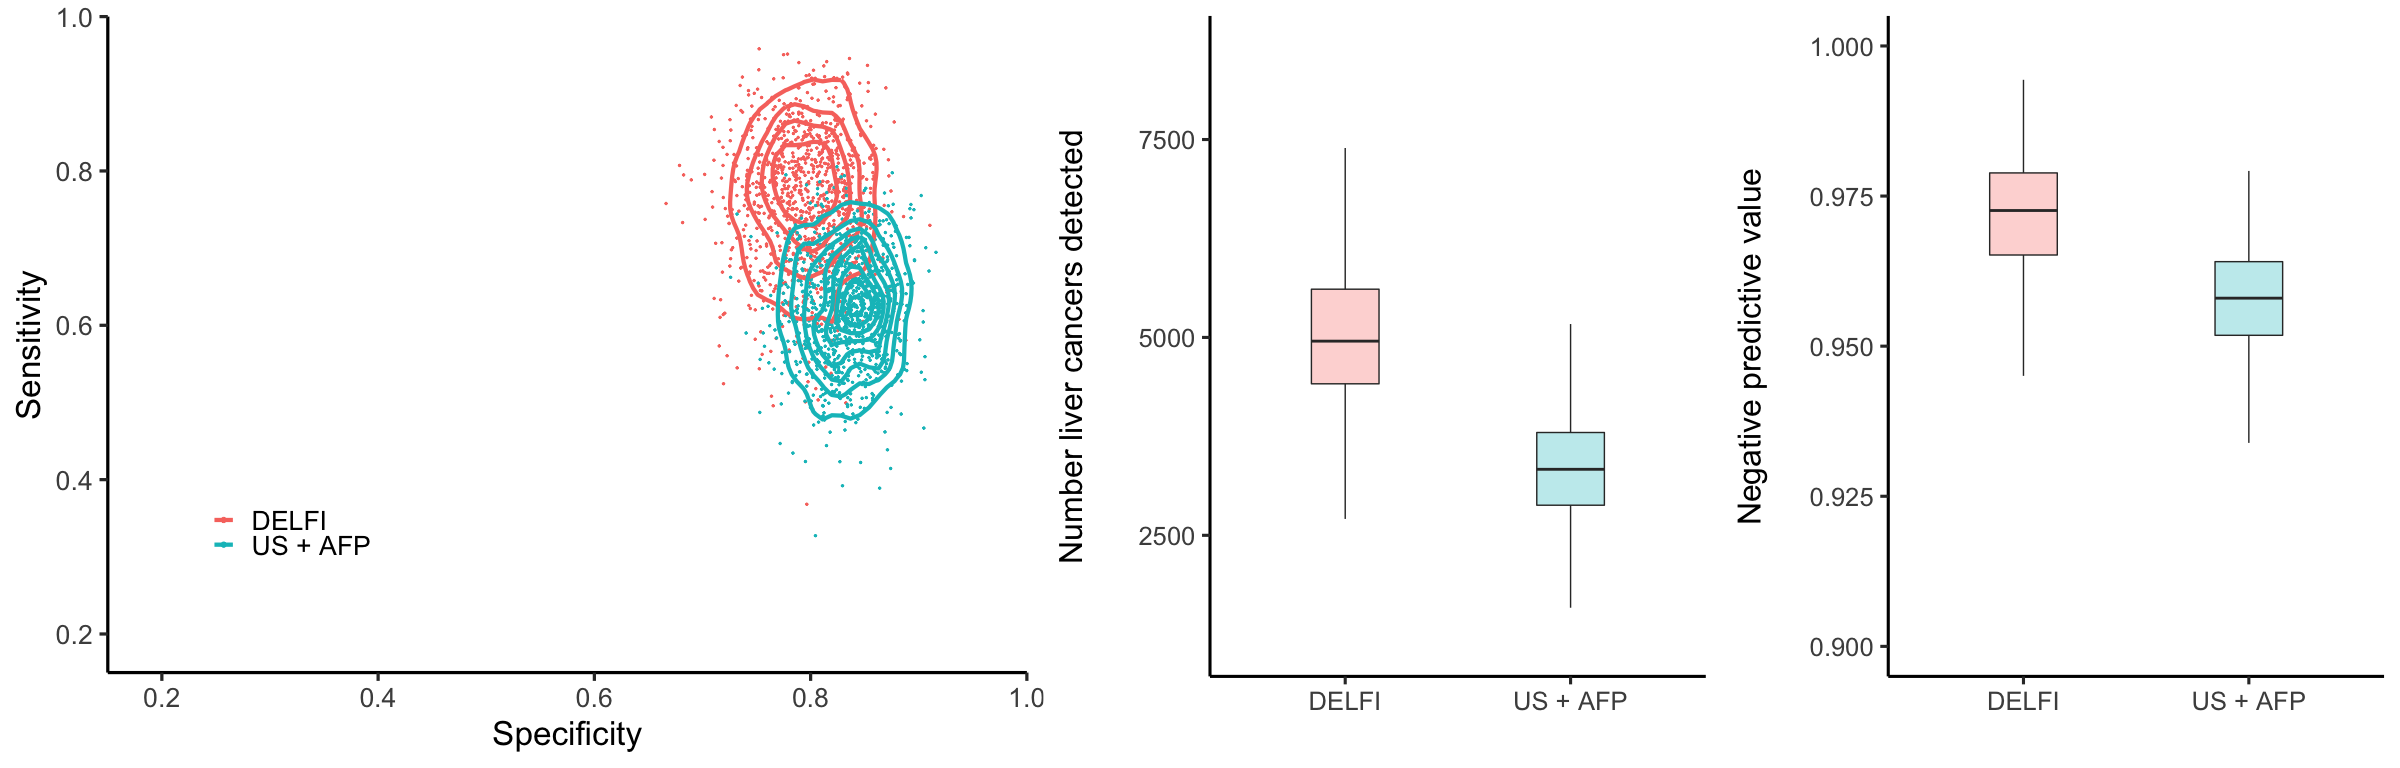 Sensitivity
1.0
0.8
0.6
0.4
0.2
DELFI
US + AFP
0.2 0.4 0.6 0.8 1.0
Specificity
Number liver cancers detected
7500
5000
2500
DELFI US + AFP
Negative predictive value
1.000
0.975
0.950
0.925
0.900
DELFI US + AFP